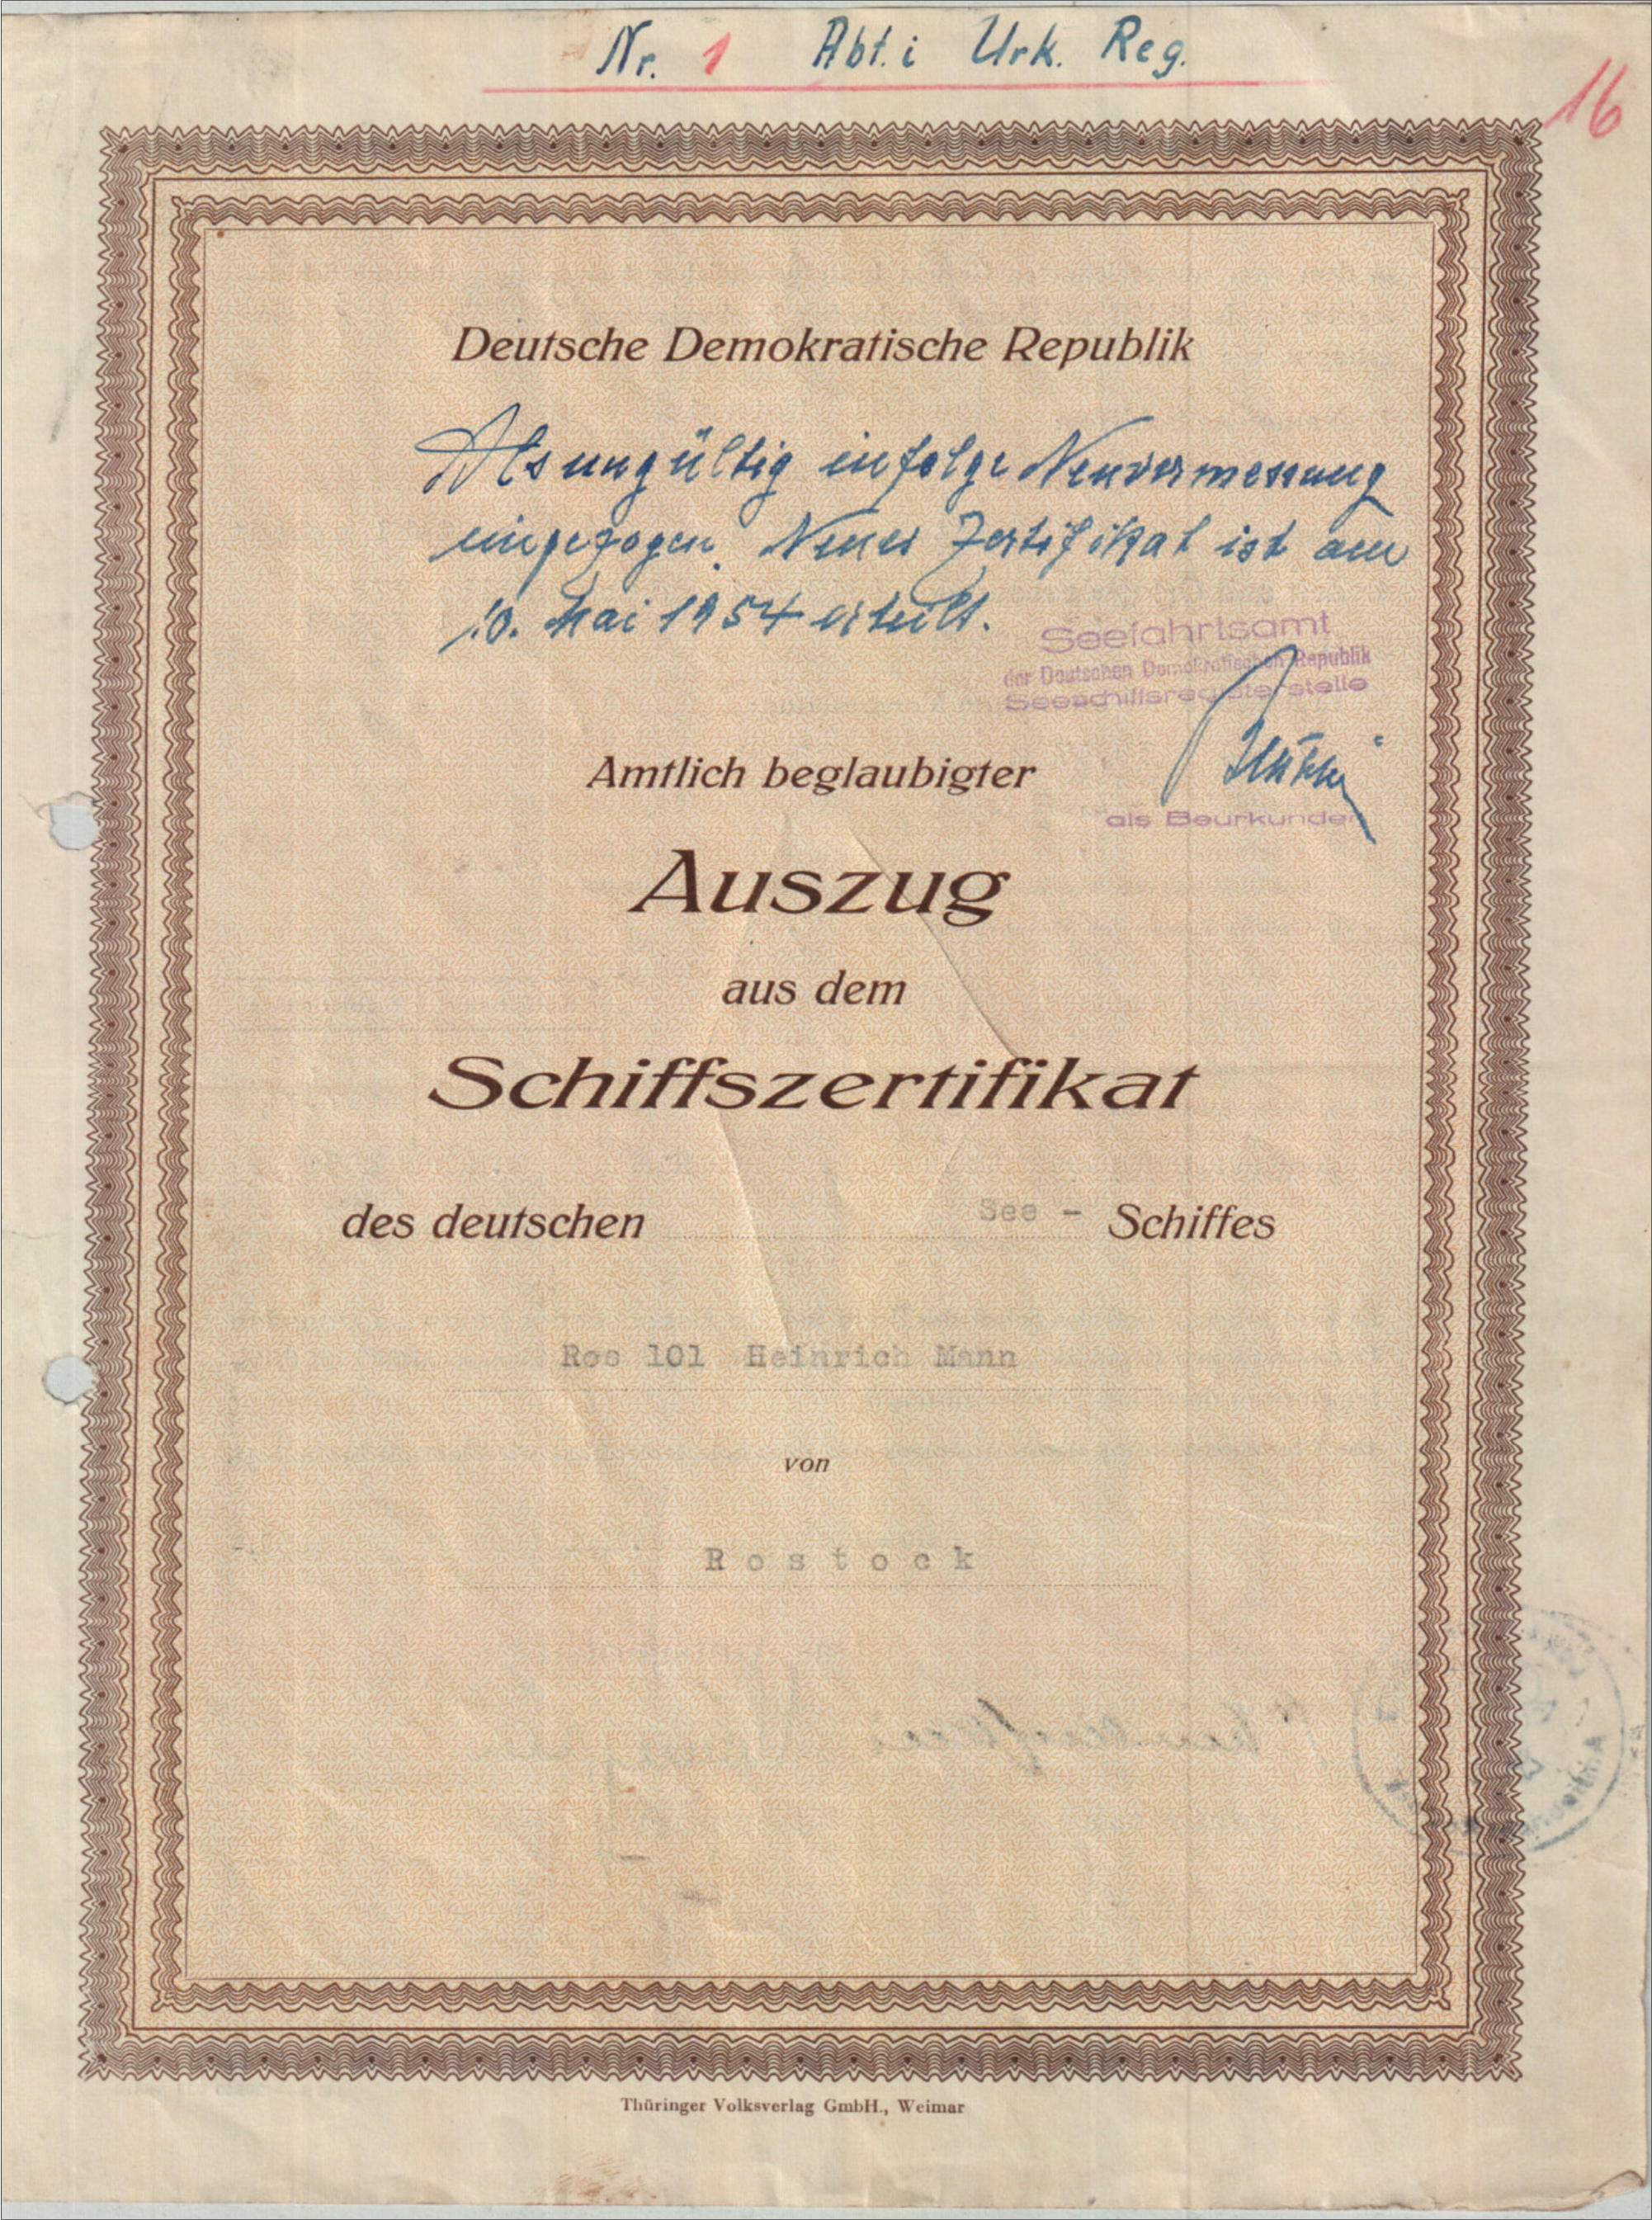 Nr. 1 Abt. i Urk. Reg.
16
Deutsche Demokratische Republik
Als ungültig infolge Neuvermessung
eingezogen. Neues Zertifikat ist am
10. Mai 1954 erteilt.
Seefahrtsamt
der Deutschen Demokratischen Republik
Seeschiffsregisterstelle
als Beurkunder
Amtlich beglaubigter
Auszug
aus dem
Schiffszertifikat
des deutschen See - Schiffes
Ros 101 Heinrich Mann
von
Rostock
Thüringer Volksverlag GmbH., Weimar